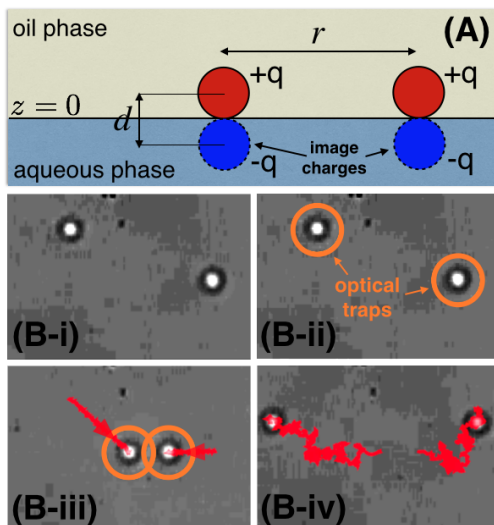 oil phase
(A)
r
+q
+q
z = 0
d
image
charges
-q
-q
aqueous phase
(B-i)
(B-ii)
optical
traps
(B-iii)
(B-iv)